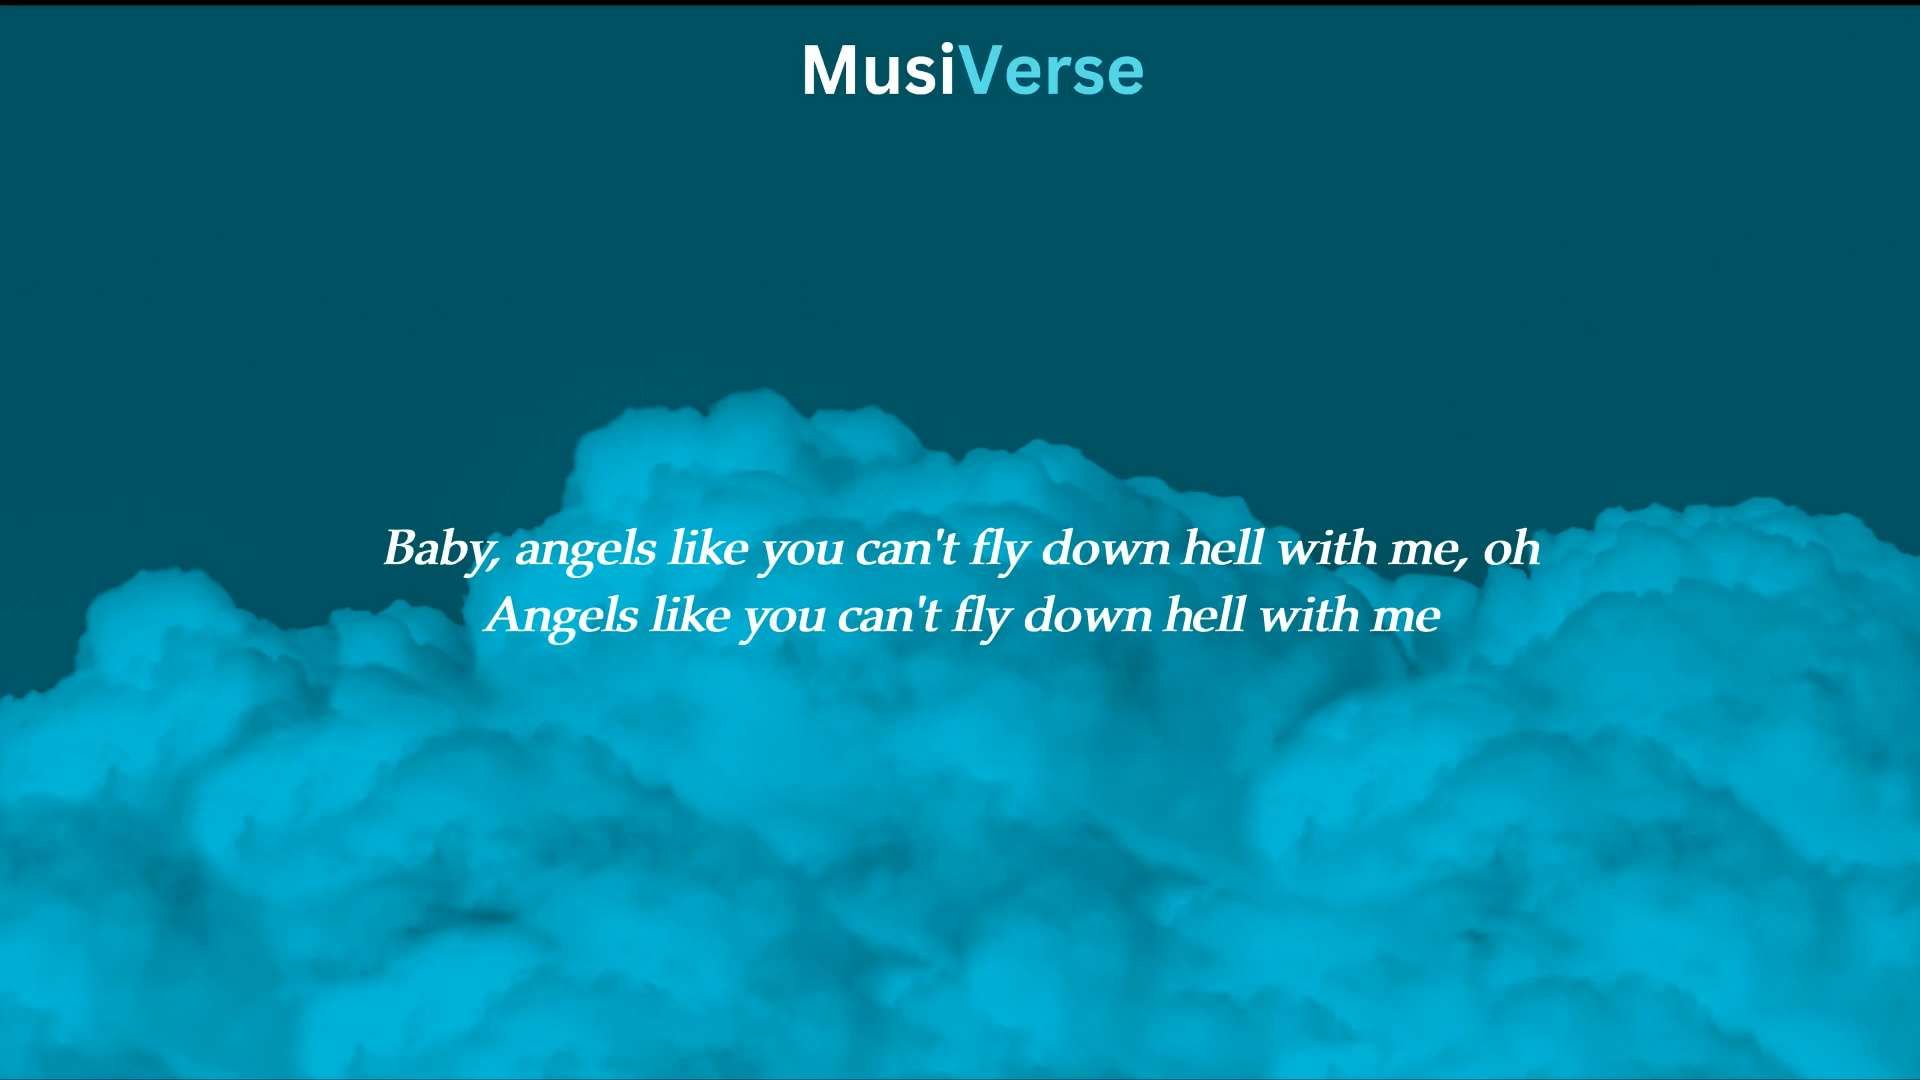 MusiVerse
Baby, angels like you can't fly down hell with me, oh
Angels like you can't fly down hell with me